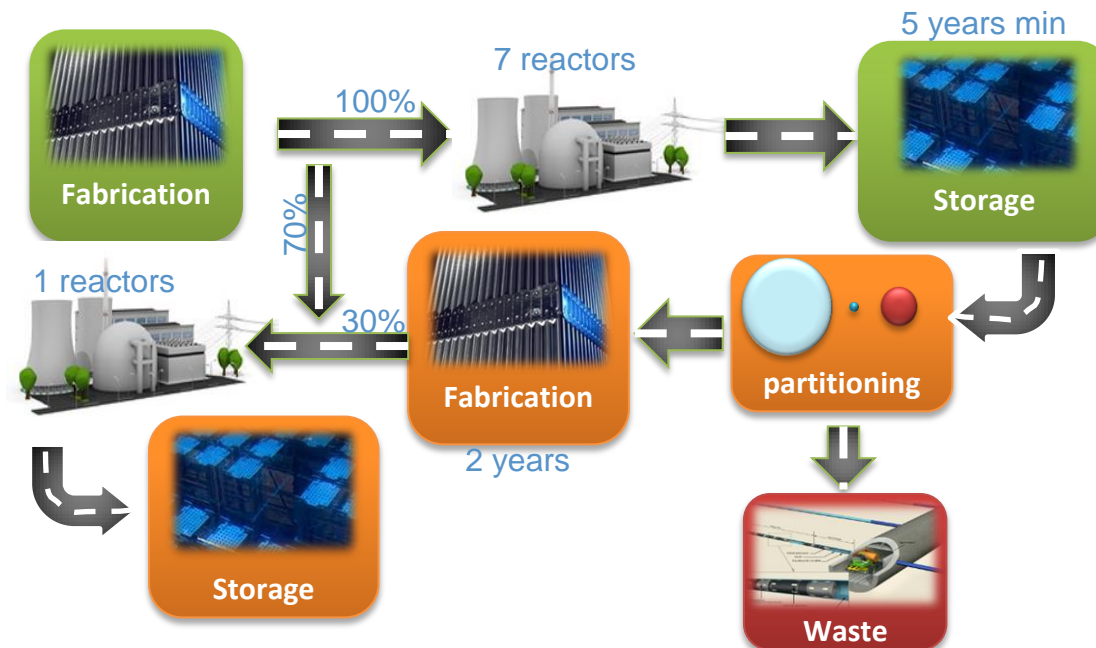 5 years min
7 reactors
100%
Fabrication
Storage
70%
1 reactors
30%
Fabrication
partitioning
2 years
Storage
Waste